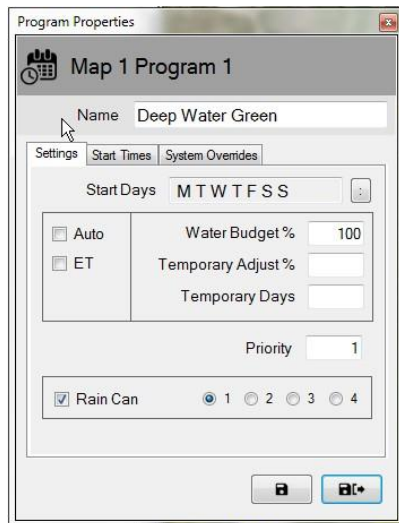 Program Properties
Map 1 Program 1
Name Deep Water Green
Settings Start Times System Overrides
Start Days M T W T F S S :
Auto Water Budget % 100
ET Temporary Adjust %
Temporary Days
Priority 1
Rain Can 1 2 3 4